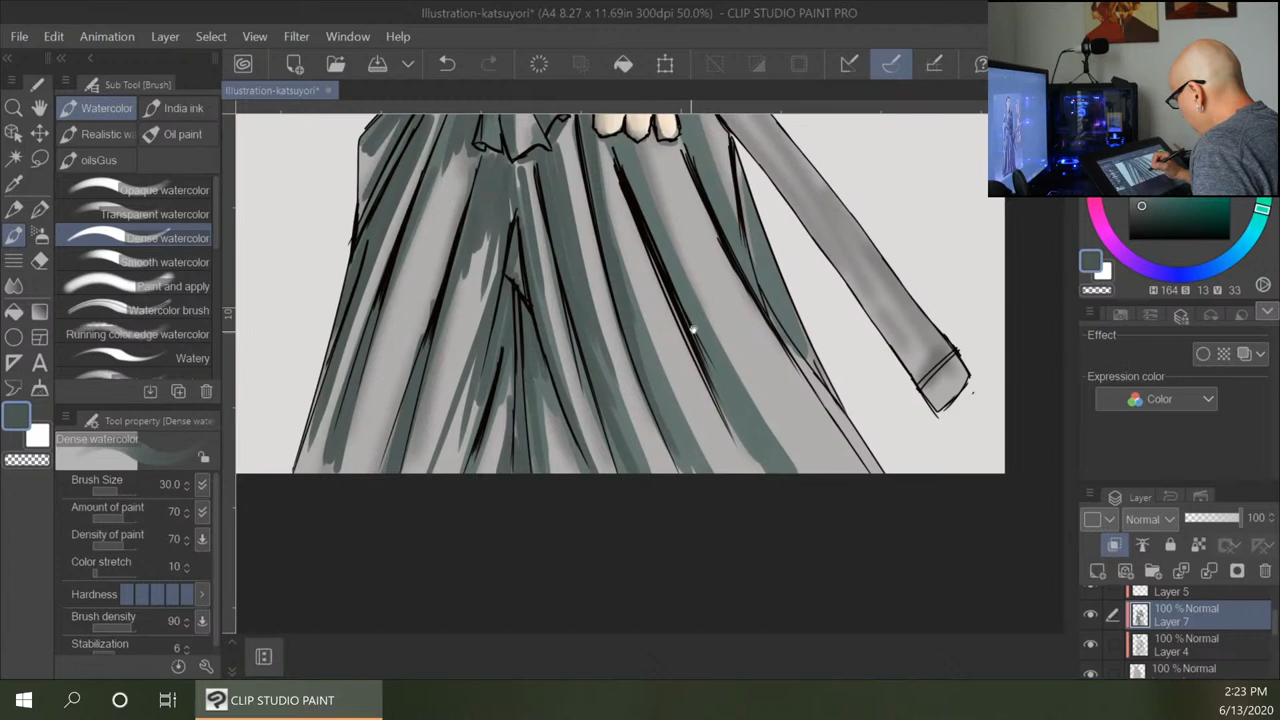 Illustration-katsuyori* (A4 8.27 x 11.69in 300dpi 50.0%) - CLIP STUDIO PAINT PRO
File Edit Animation Layer Select View Filter Window Help
Sub Tool [Brush]
Illustration-katsuyori*
Watercolor India ink
Realistic w Oil paint
oilsGus
Opaque watercolor
Transparent watercolor
Dense watercolor
Smooth watercolor
Paint and apply
Watercolor brush
Running color edge watercolor
Watery
Tool property [Dense wate
Dense watercolor
Brush Size 30.0
Amount of paint 70
Density of paint 70
Color stretch 10
Hardness
Brush density 90
Stabilization 6
10
H 164 S 13 V 33
Effect
Expression color
Color
Layer
Normal 100
Layer 5
100 % Normal
Layer 7
100 % Normal
Layer 4
100 % Normal
CLIP STUDIO PAINT
2:23 PM
6/13/2020